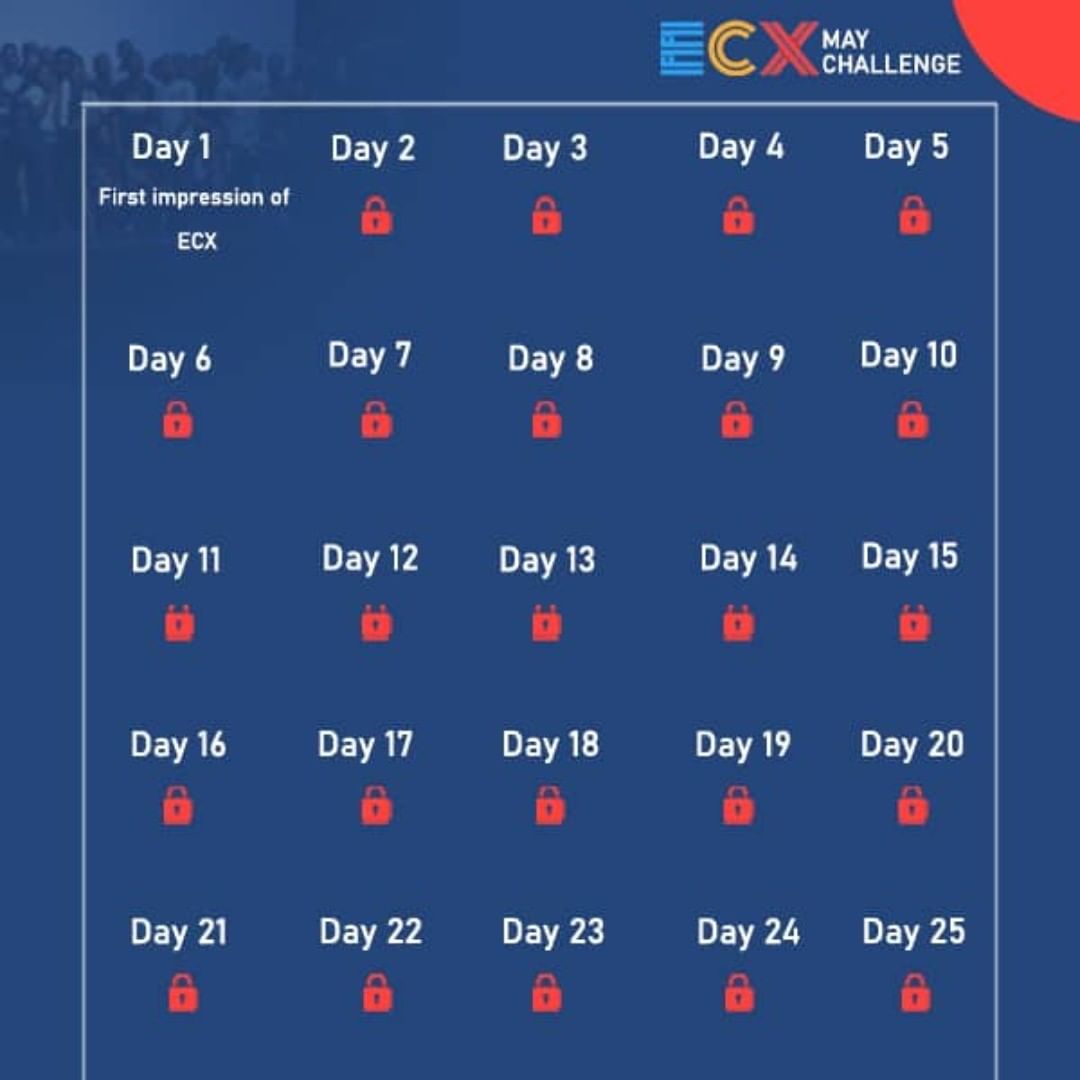 ECX MAY
CHALLENGE
Day 1 Day 2 Day 3 Day 4 Day 5
First impression of
ECX
Day 6 Day 7 Day 8 Day 9 Day 10
Day 11 Day 12 Day 13 Day 14 Day 15
Day 16 Day 17 Day 18 Day 19 Day 20
Day 21 Day 22 Day 23 Day 24 Day 25